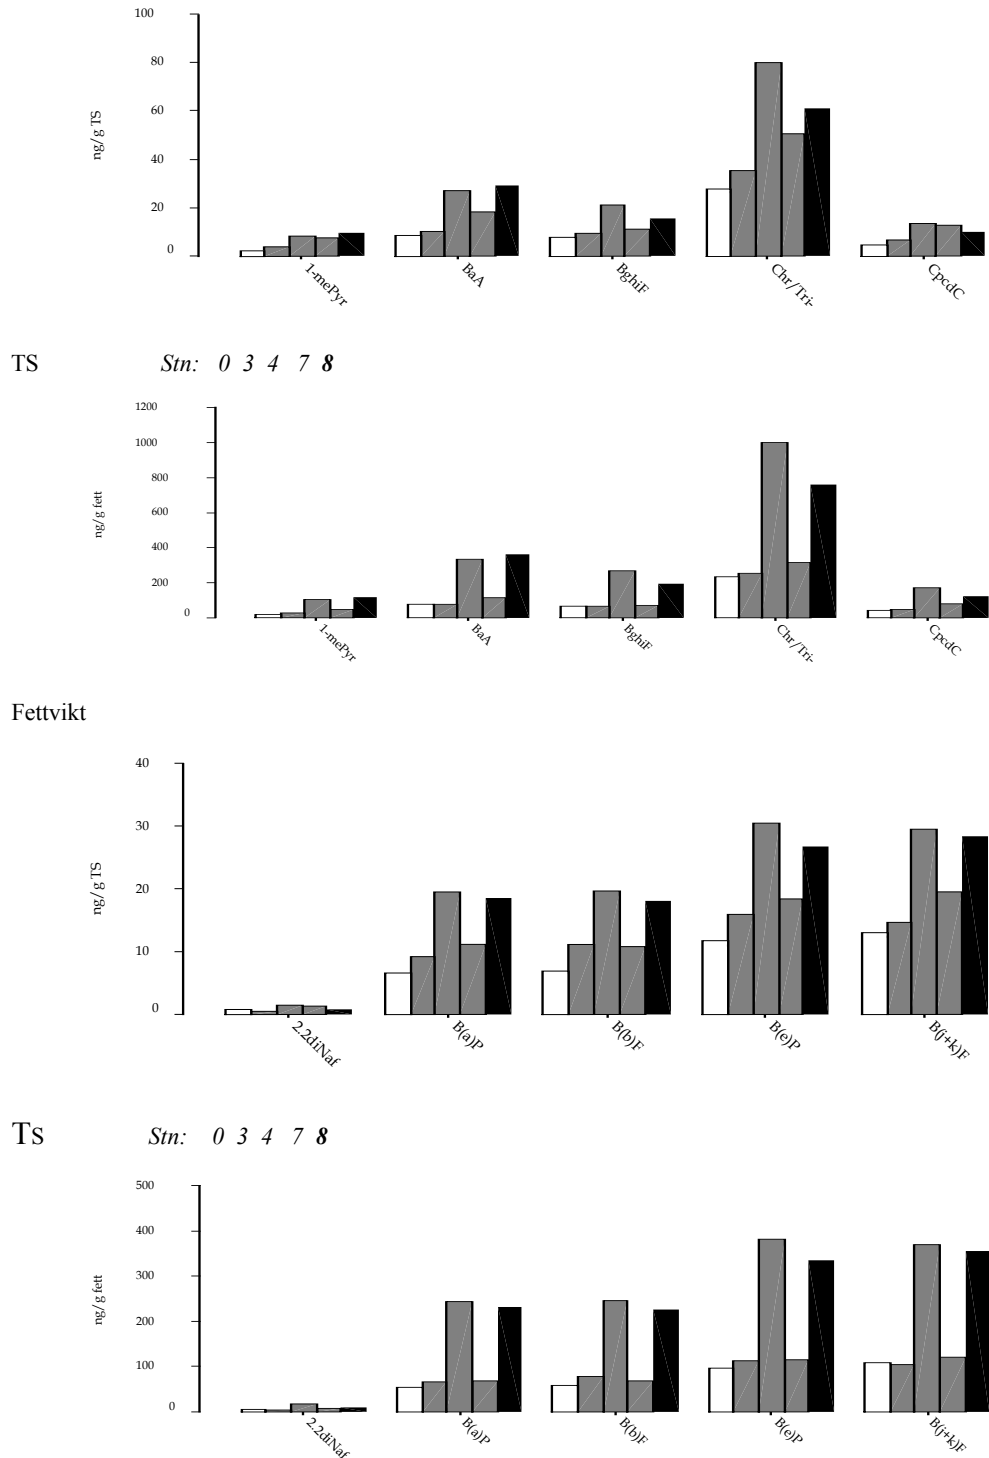 100
80
60
40
20
0
ng/g TS
1-mePyr
BaA
BghiF
Chr/Tri-
CpcdC
TS Stn: 0 3 4 7 8
1200
1000
800
600
400
200
0
ng/g fett
1-mePyr
BaA
BghiF
Chr/Tri-
CpcdC
Fettvikt
40
30
20
10
0
ng/g TS
2.2diNaf
B(a)P
B(b)F
B(e)P
B(j+k)F
TS Stn: 0 3 4 7 8
500
400
300
200
100
0
ng/g fett
2.2diNaf
B(a)P
B(b)F
B(e)P
B(j+k)F